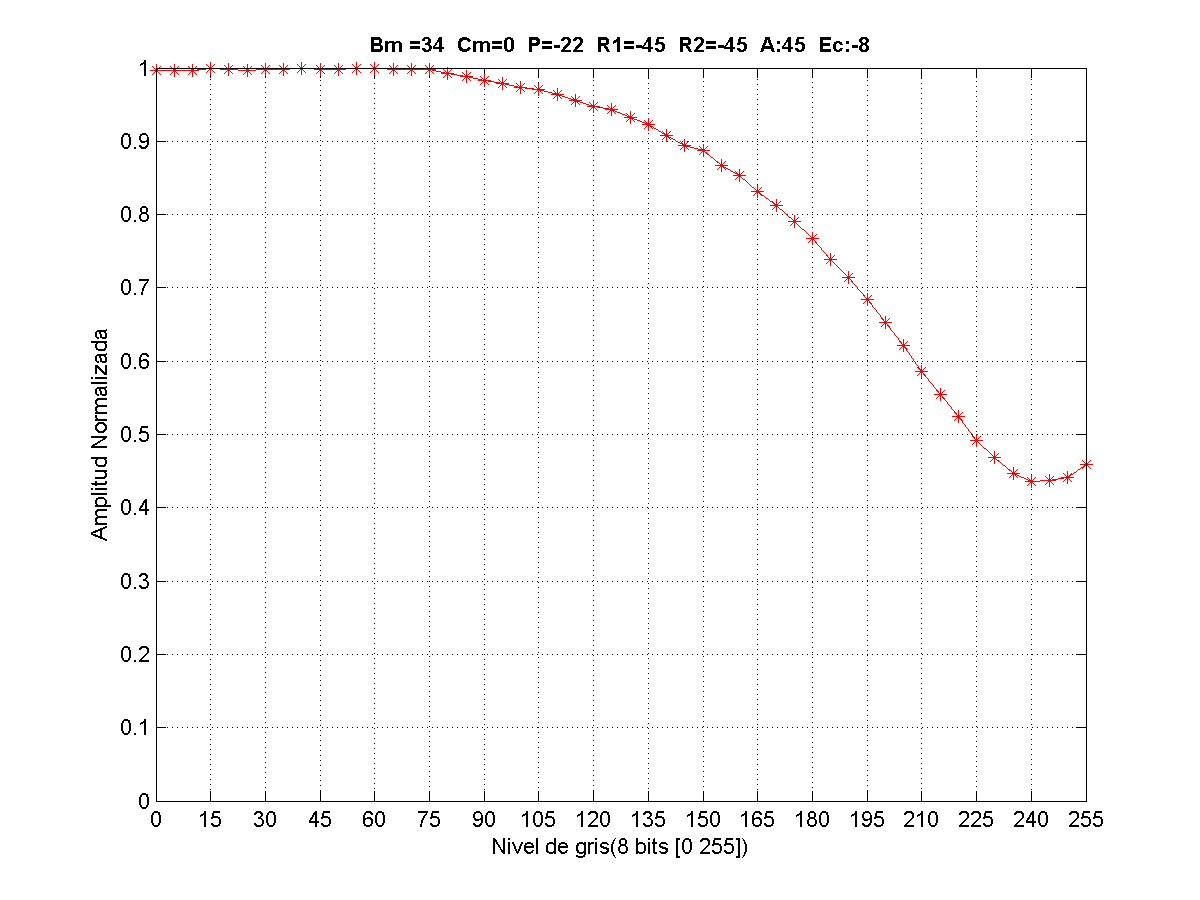 Bm =34 Cm=0 P=-22 R1=-45 R2=-45 A:45 Ec:-8
1
0.9
0.8
0.7
0.6
0.5
0.4
0.3
0.2
0.1
0
Amplitud Normalizada
0 15 30 45 60 75 90 105 120 135 150 165 180 195 210 225 240 255
Nivel de gris(8 bits [0 255])